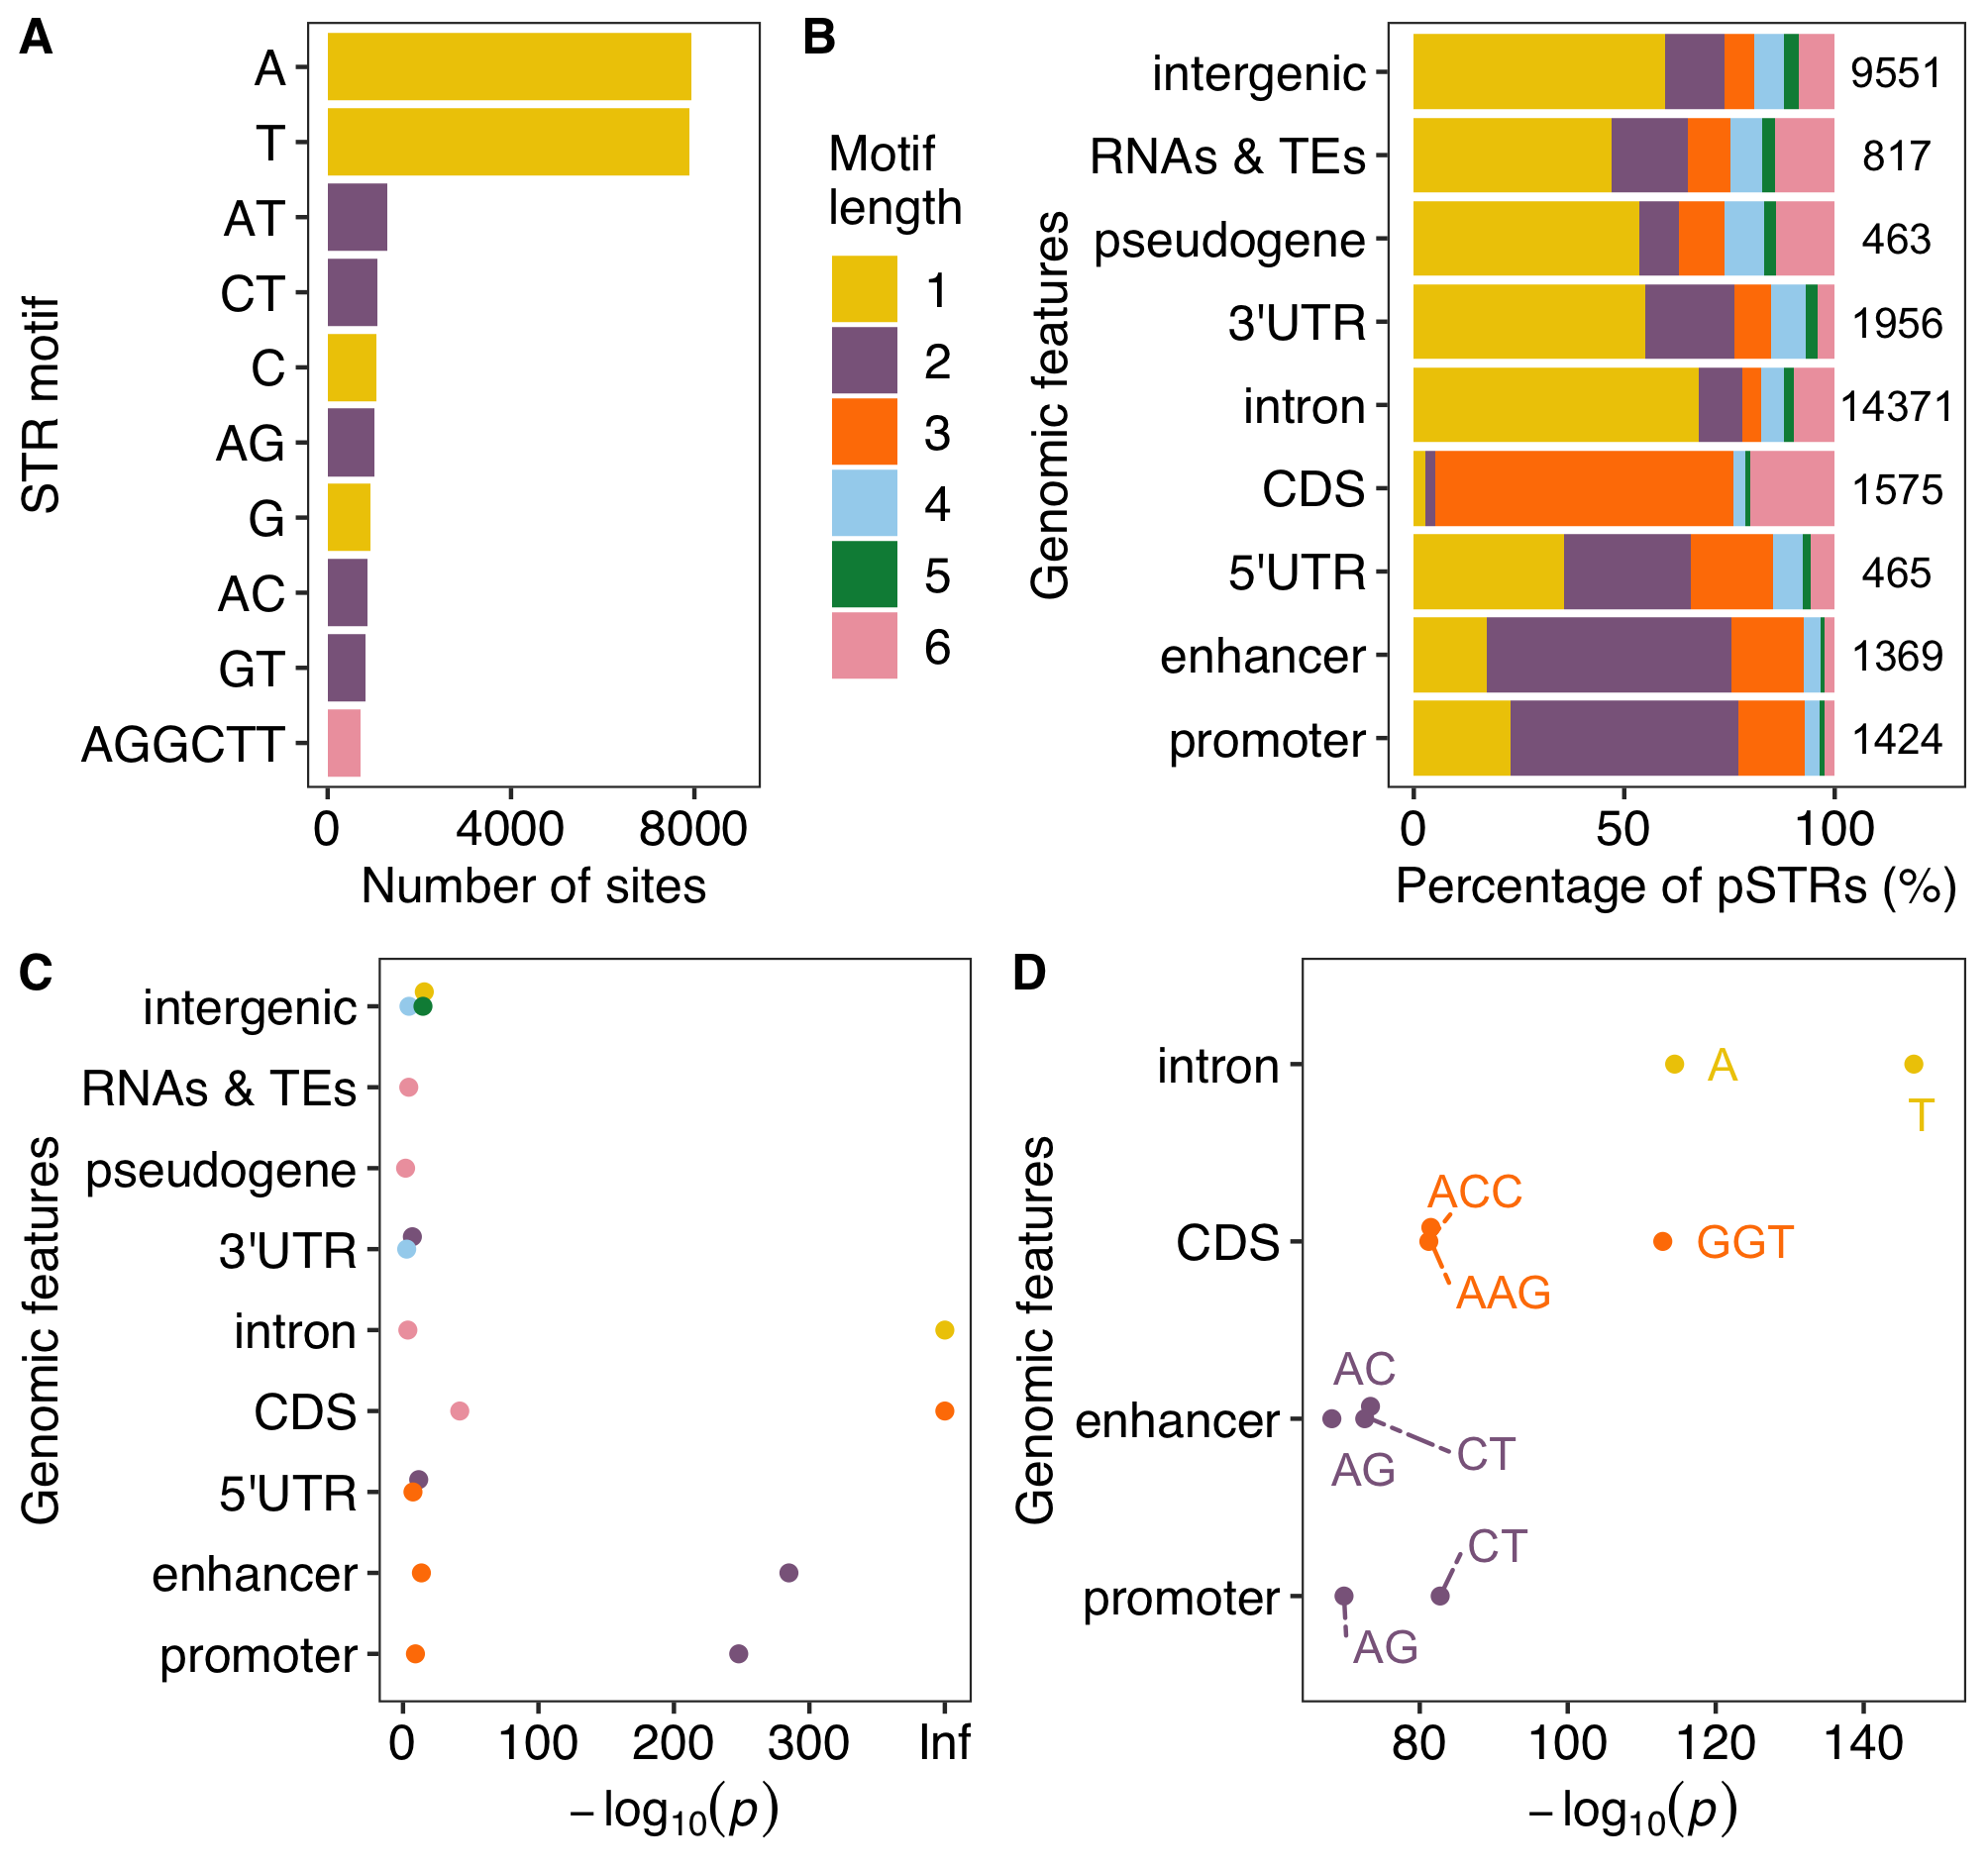 A
STR motif
A
T
AT
CT
C
AG
G
AC
GT
AGGCTT
0 4000 8000
Number of sites
Motif
length
1
2
3
4
5
6
B
Genomic features
intergenic 9551
RNAs & TEs 817
pseudogene 463
3'UTR 1956
intron 14371
CDS 1575
5'UTR 465
enhancer 1369
promoter 1424
0 50 100
Percentage of pSTRs (%)
C
Genomic features
intergenic
RNAs & TEs
pseudogene
3'UTR
intron
CDS
5'UTR
enhancer
promoter
0 100 200 300 Inf
−log₁₀(p)
D
Genomic features
intron A
T
ACC
CDS GGT
AAG
AC
enhancer
CT
AG
CT
promoter
AG
80 100 120 140
−log₁₀(p)